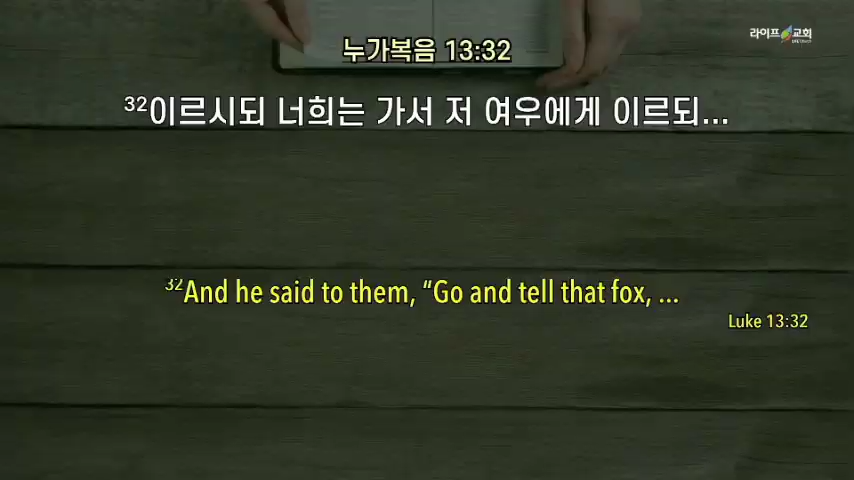 라이프 교회
누가복음 13:32
32이르시되 너희는 가서 저 여우에게 이르되...
32And he said to them, “Go and tell that fox, ...
Luke 13:32